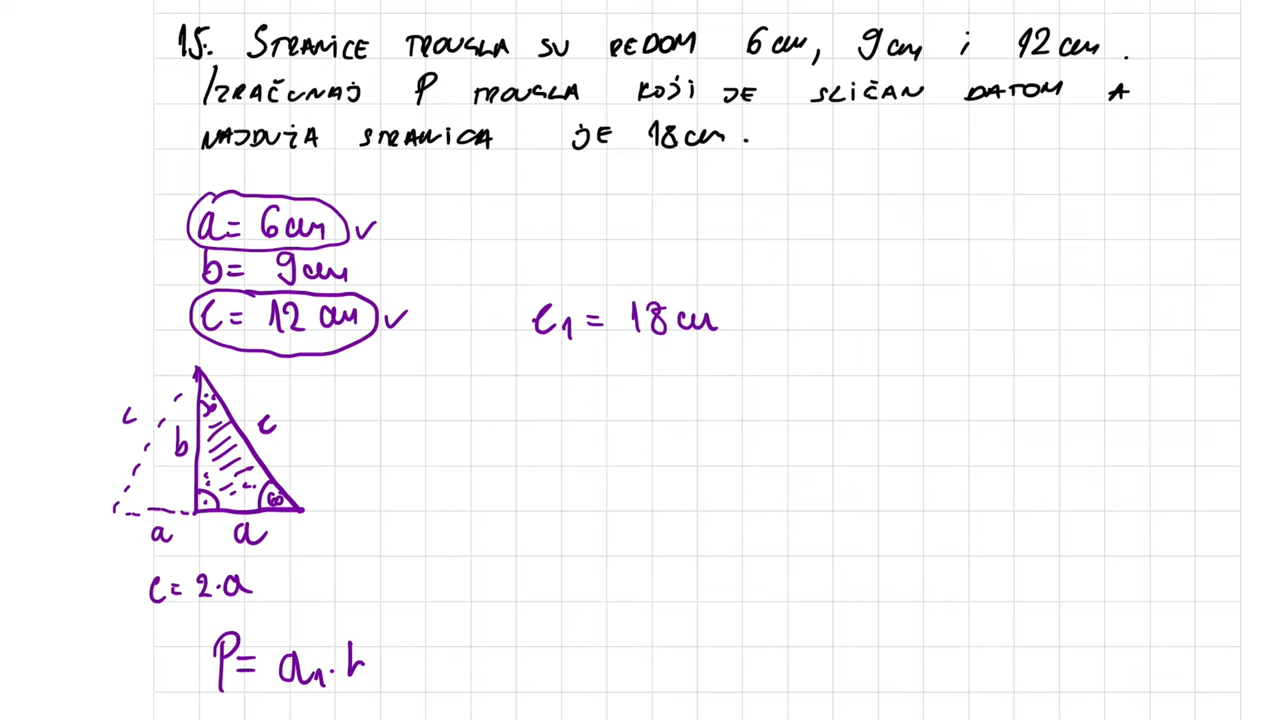 15. STRANICE TROUGLA SU REDOM 6cm, 9cm i 12cm.
IZRAČUNAJ P TROUGLA KOJI JE SLIČAN DATOM A
NAJDUŽA STRANICA JE 18cm.
a = 6cm ✓
b = 9cm
c = 12cm ✓
c₁ = 18cm
c
b
c
60
a
a
c = 2·a
P = a₁·